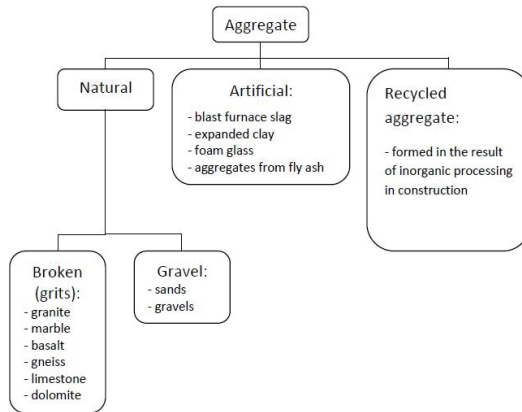 Aggregate
Natural
Artificial:
- blast furnace slag
- expanded clay
- foam glass
- aggregates from fly ash
Recycled
aggregate:
- formed in the result
of inorganic processing
in construction
Broken
(grits):
- granite
- marble
- basalt
- gneiss
- limestone
- dolomite
Gravel:
- sands
- gravels